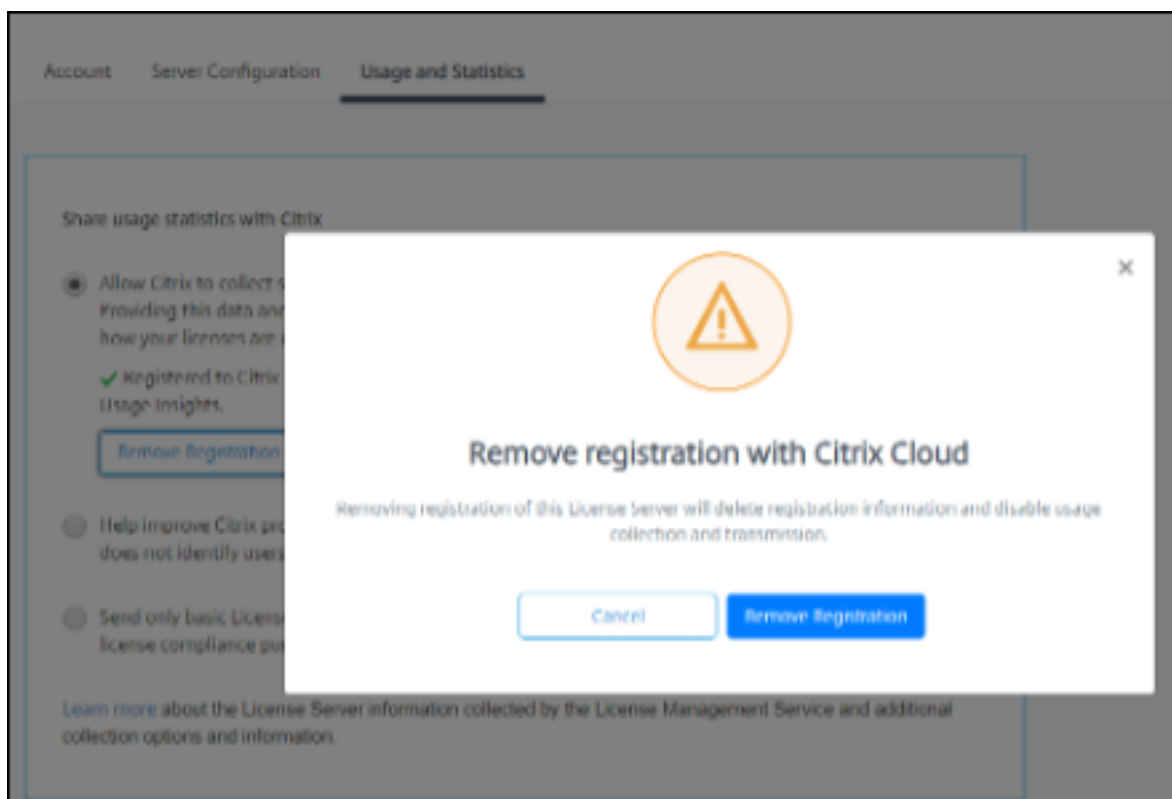 Account Server Configuration Usage and Statistics
Share usage statistics with Citrix
Allow Citrix to collect s
Providing this data and
how your licenses are
Registered to Citrix
Usage Insights.
Remove Registration
Help improve Citrix pro
does not identify users
Send only basic Licens
license compliance pu
Learn more about the License Server information collected by the License Management Service and additional
collection options and information.
×
Remove registration with Citrix Cloud
Removing registration of this License Server will delete registration information and disable usage
collection and transmission.
Cancel Remove Registration